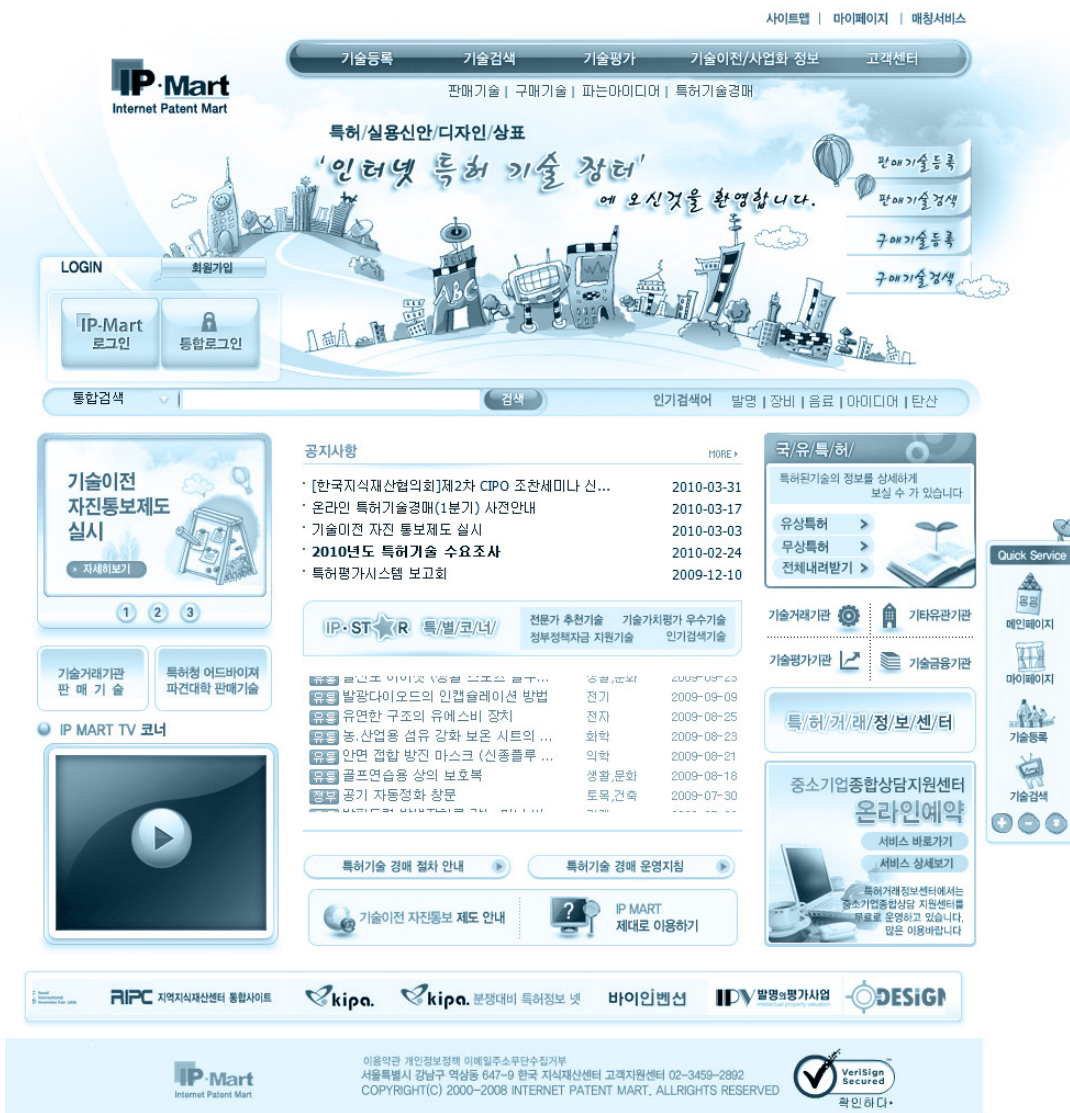 사이트맵 | 마이페이지 | 매칭서비스
IP·Mart
Internet Patent Mart
기술등록 기술검색 기술평가 기술이전/사업화 정보 고객센터
판매기술 | 구매기술 | 파는아이디어 | 특허기술경매
특허/실용신안/디자인/상표
'인터넷 특허 기술 장터'
에 오신것을 환영합니다.
판매기술등록
판매기술검색
구매기술등록
구매기술검색
LOGIN 회원가입
IP-Mart
로그인
통합로그인
ABC
통합검색 검색 인기검색어 발명 | 장비 | 음료 | 아이디어 | 탄산
기술이전
자진통보제도
실시
자세히보기
1 2 3
기술거래기관
판 매 기 술
특허청 어드바이져
파견대학 판매기술
IP MART TV 코너
공지사항 MORE
[한국지식재산협의회]제2차 CIPO 조찬세미나 신... 2010-03-31
온라인 특허기술경매(1분기) 사전안내 2010-03-17
기술이전 자진 통보제도 실시 2010-03-03
2010년도 특허기술 수요조사 2010-02-24
특허평가시스템 보고회 2009-12-10
IP·STAR 특/별/코/너/
전문가 추천기술 기술가치평가 우수기술
정부정책자금 지원기술 인기검색기술
유통 발광다이오드의 인캡슐레이션 방법 전기 2009-09-09
유통 유연한 구조의 유에스비 장치 전자 2009-08-25
유통 농.산업용 섬유 강화 보온 시트의 ... 화학 2009-08-23
유통 안면 접합 방진 마스크 (신종플루 ... 의학 2009-08-21
유통 골프연습용 상의 보호복 생활,문화 2009-08-18
정부 공기 자동정화 창문 토목,건축 2009-07-30
특허기술 경매 절차 안내
특허기술 경매 운영지침
기술이전 자진통보 제도 안내
IP MART
제대로 이용하기
국/유/특/허/
특허된기술의 정보를 상세하게
보실 수 가 있습니다
유상특허 >
무상특허 >
전체내려받기 >
기술거래기관 기타유관기관
기술평가기관 기술금융기관
특/허/거/래/정/보/센/터
중소기업종합상담지원센터
온라인예약
서비스 바로가기
서비스 상세보기
특허거래정보센터에서는
중소기업종합상담 지원센터를
무료로 운영하고 있습니다.
많은 이용바랍니다
Quick Service
메인페이지
마이페이지
기술등록
기술검색
RIPC 지역지식재산센터 통합사이트
kipa.
kipa. 분쟁대비 특허정보 넷
바이인벤션
IPV 발명의평가사업
intellectual property valuation
DESIGN
IP·Mart
Internet Patent Mart
이용약관 개인정보정책 이메일주소무단수집거부
서울특별시 강남구 역삼동 647-9 한국 지식재산센터 고객지원센터 02-3459-2892
COPYRIGHT(C) 2000-2008 INTERNET PATENT MART, ALLRIGHTS RESERVED
VeriSign
Secured
확인하다